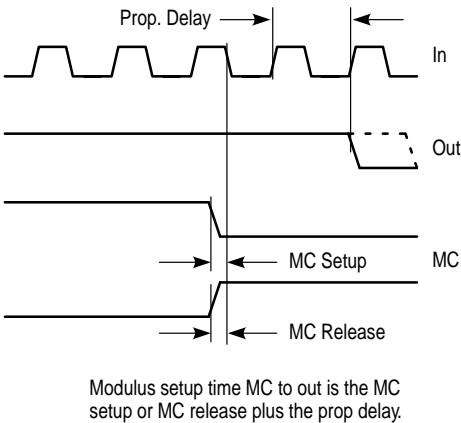 Prop. Delay
In
Out
MC Setup
MC
MC Release
Modulus setup time MC to out is the MC
setup or MC release plus the prop delay.